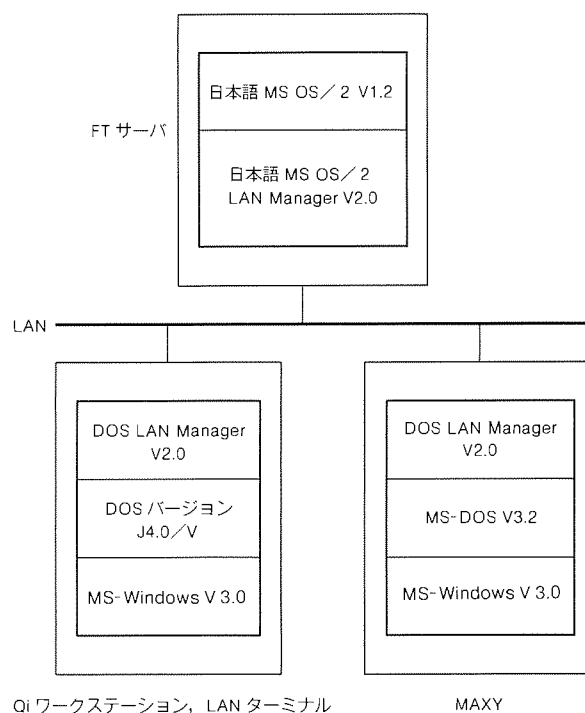 日本語 MS OS／2 V1.2
FT サーバ
日本語 MS OS／2
LAN Manager V2.0
LAN
DOS LAN Manager
V2.0
DOS バージョン
J4.0／V
MS-Windows V 3.0
DOS LAN Manager
V2.0
MS-DOS V3.2
MS-Windows V 3.0
Qi ワークステーション，LAN ターミナル
MAXY